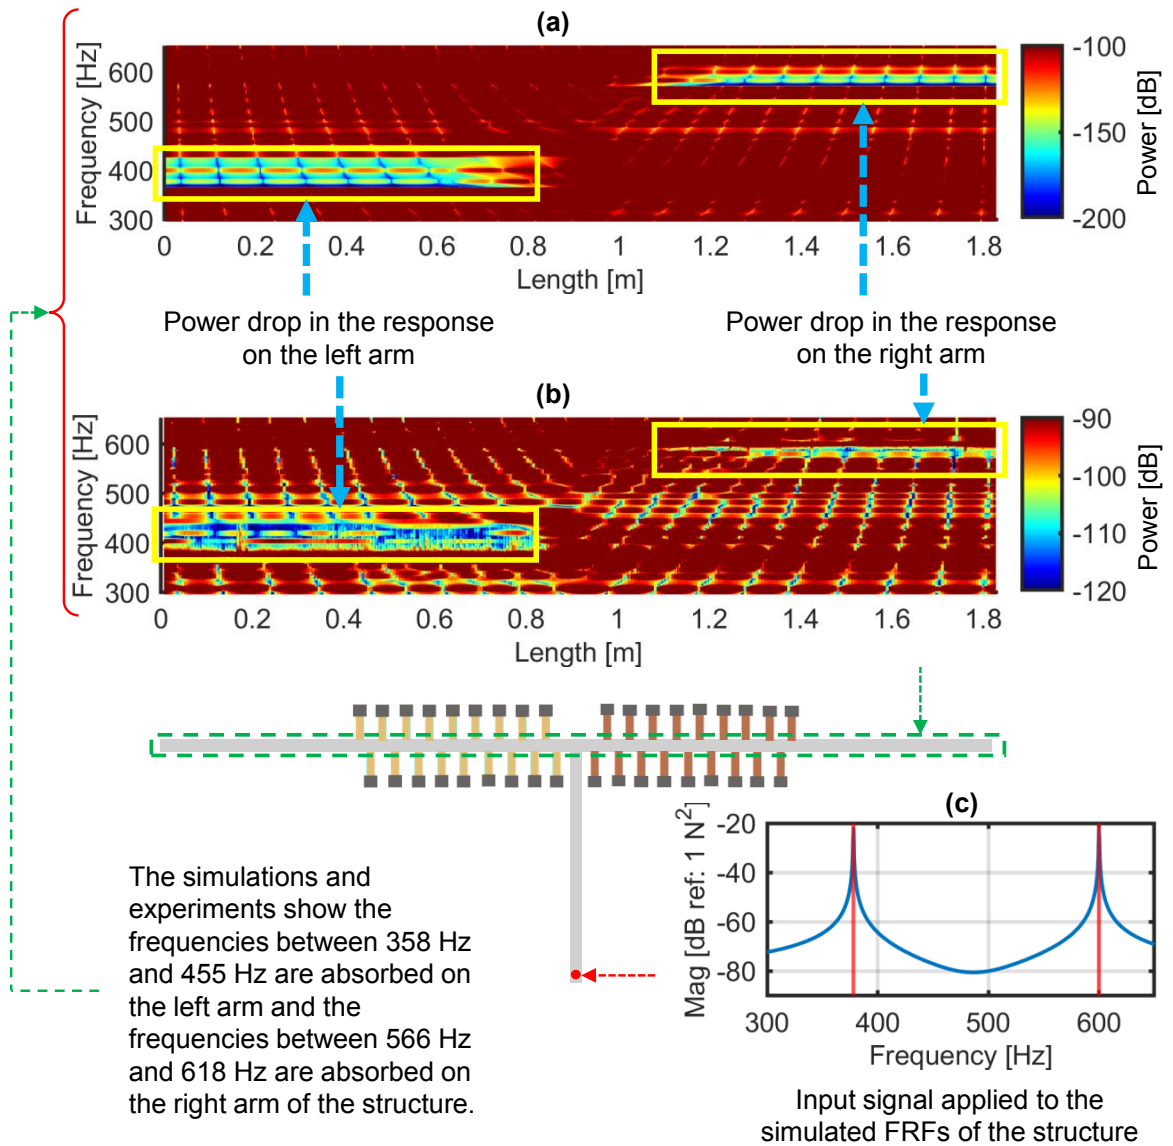 (a)
Frequency [Hz]
600
500
400
300
0 0.2 0.4 0.6 0.8 1 1.2 1.4 1.6 1.8
Length [m]
-100
-150
-200
Power [dB]
Power drop in the response
on the left arm
Power drop in the response
on the right arm
(b)
Frequency [Hz]
600
500
400
300
0 0.2 0.4 0.6 0.8 1 1.2 1.4 1.6 1.8
Length [m]
-90
-100
-110
-120
Power [dB]
The simulations and
experiments show the
frequencies between 358 Hz
and 455 Hz are absorbed on
the left arm and the
frequencies between 566 Hz
and 618 Hz are absorbed on
the right arm of the structure.
(c)
Mag [dB ref: 1 N²]
-20
-40
-60
-80
300 400 500 600
Frequency [Hz]
Input signal applied to the
simulated FRFs of the structure